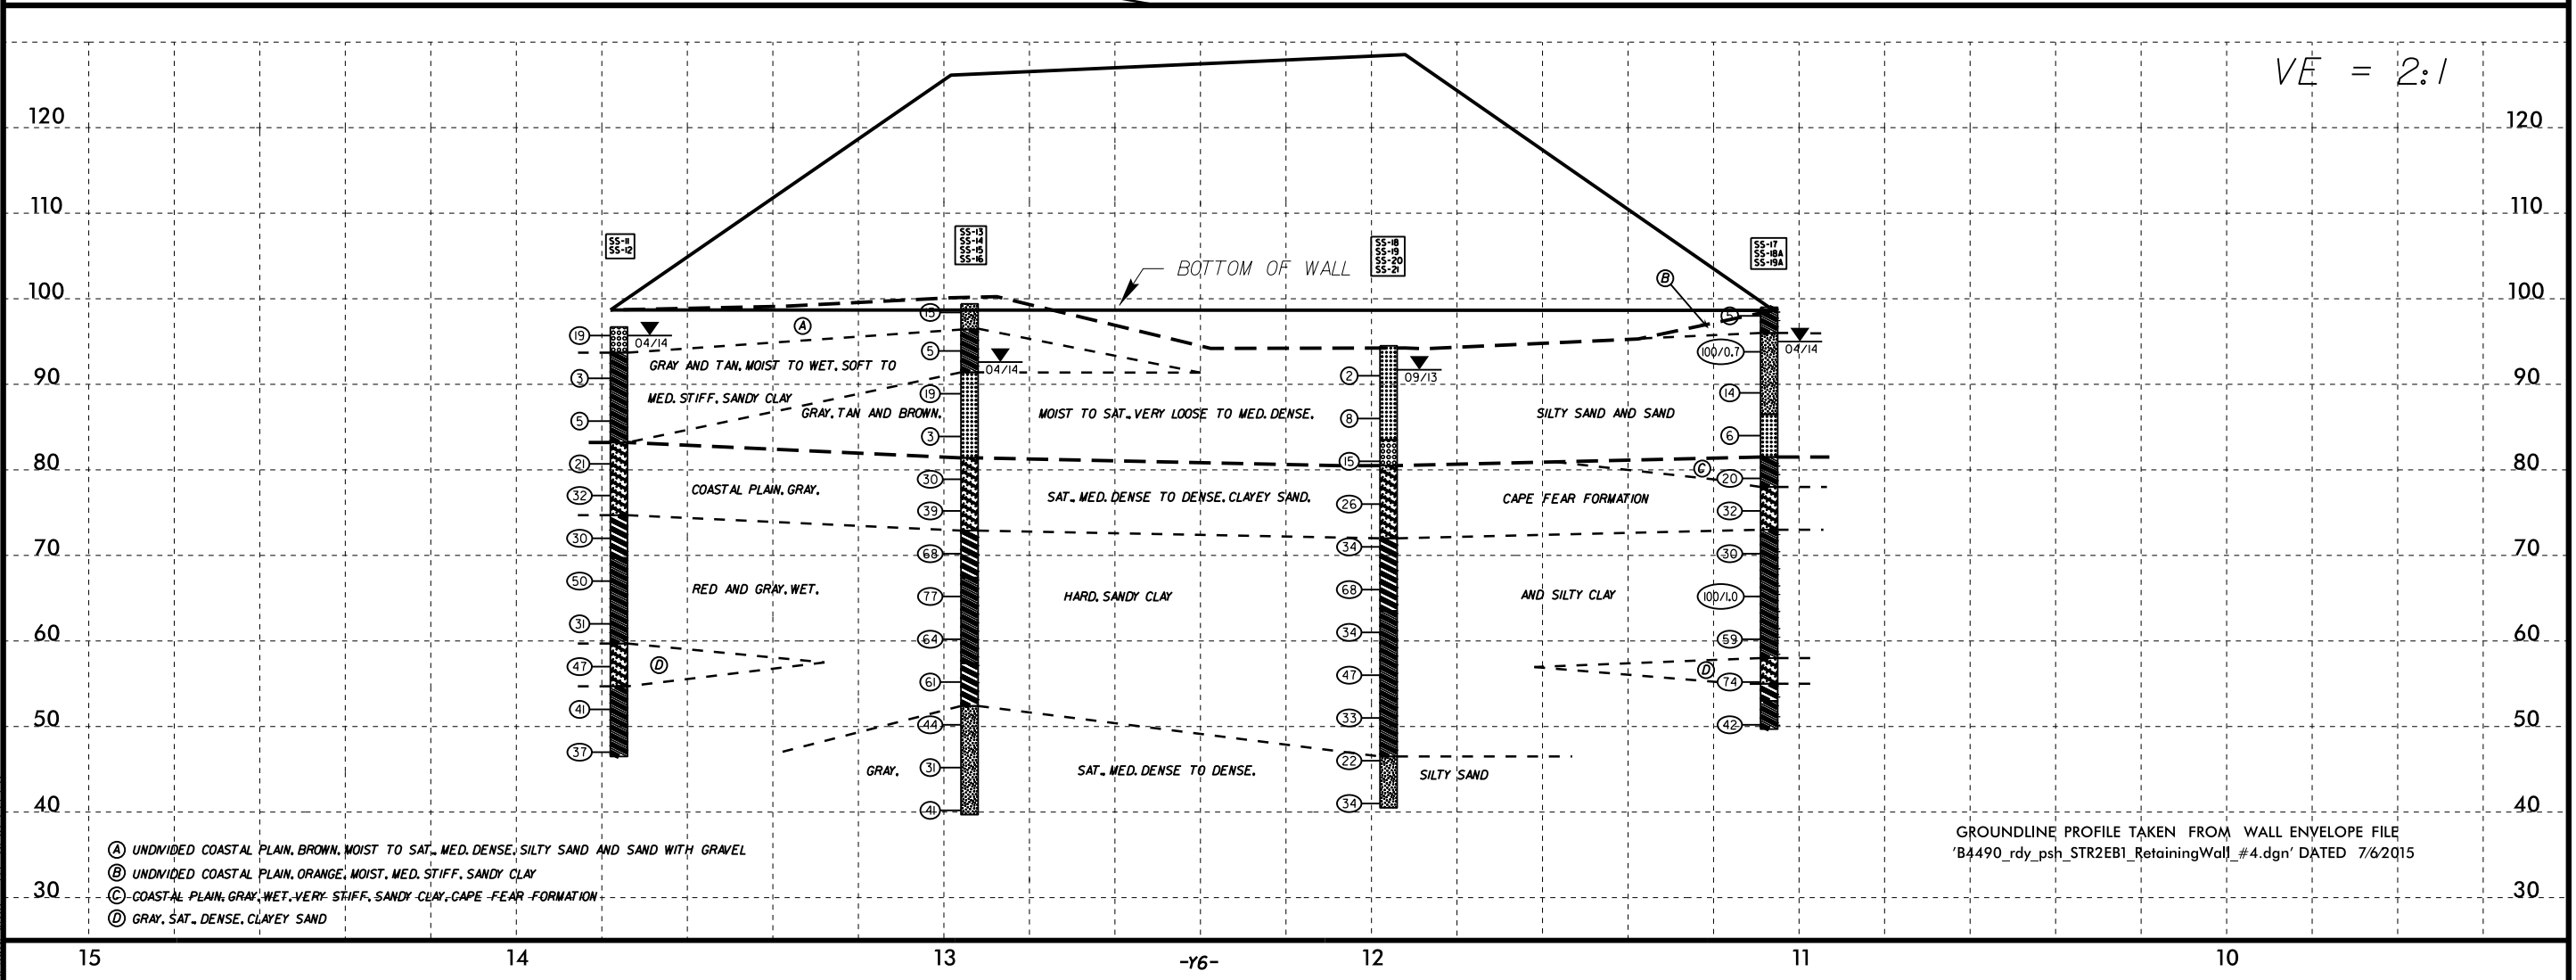 VE = 2:1
120
120
110
110
SS-11
SS-12
SS-13
SS-14
SS-15
SS-16
SS-18
SS-19
SS-20
SS-21
SS-17
SS-18A
SS-19A
BOTTOM OF WALL
B
100
100
15
5
19
04/14
A
5
04/14
100/0.7
04/14
GRAY AND TAN, MOIST TO WET, SOFT TO
90
3
2
09/13
90
MED. STIFF, SANDY CLAY
19
14
GRAY, TAN AND BROWN,
MOIST TO SAT., VERY LOOSE TO MED. DENSE,
SILTY SAND AND SAND
5
3
8
6
80
21
15
C
80
30
20
COASTAL PLAIN, GRAY,
SAT., MED. DENSE TO DENSE, CLAYEY SAND,
CAPE FEAR FORMATION
32
39
26
32
70
30
68
34
30
70
50
77
68
100/1.0
RED AND GRAY, WET,
HARD, SANDY CLAY
AND SILTY CLAY
60
31
64
34
59
60
47
D
61
47
D
74
50
41
44
33
42
50
37
31
22
GRAY,
SAT., MED. DENSE TO DENSE,
SILTY SAND
40
41
34
40
GROUNDLINE PROFILE TAKEN FROM WALL ENVELOPE FILE
'B4490_rdy_psh_STR2EB1_RetainingWall_#4.dgn' DATED 7/6/2015
A UNDIVIDED COASTAL PLAIN, BROWN, MOIST TO SAT., MED. DENSE, SILTY SAND AND SAND WITH GRAVEL
B UNDIVIDED COASTAL PLAIN, ORANGE, MOIST, MED. STIFF, SANDY CLAY
30
C COASTAL PLAIN, GRAY, WET, VERY STIFF, SANDY CLAY, CAPE FEAR FORMATION
30
D GRAY, SAT., DENSE, CLAYEY SAND
15
14
13
-Y6-
12
11
10